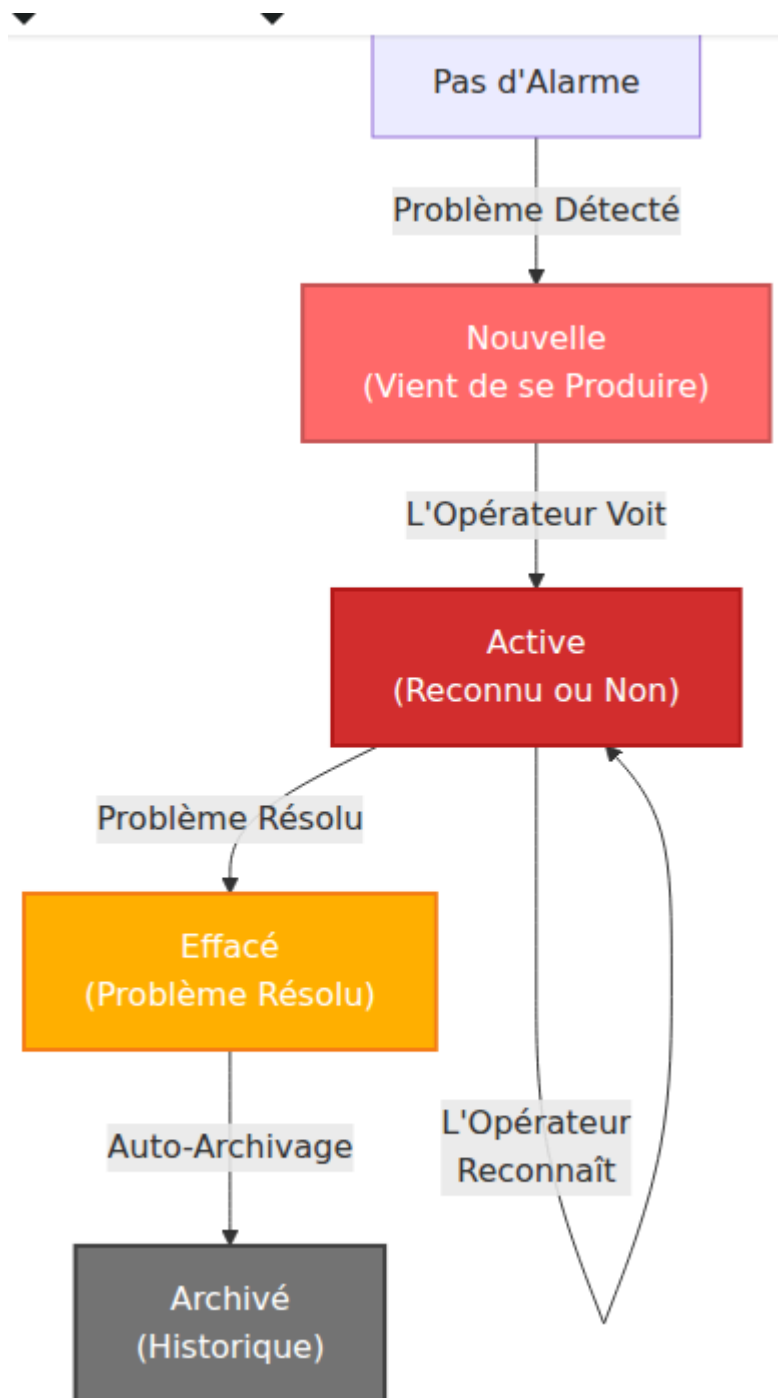 Pas d'Alarme
Problème Détecté
Nouvelle
(Vient de se Produire)
L'Opérateur Voit
Active
(Reconnu ou Non)
Problème Résolu
Effacé
(Problème Résolu)
L'Opérateur
Reconnaît
Auto-Archivage
Archivé
(Historique)